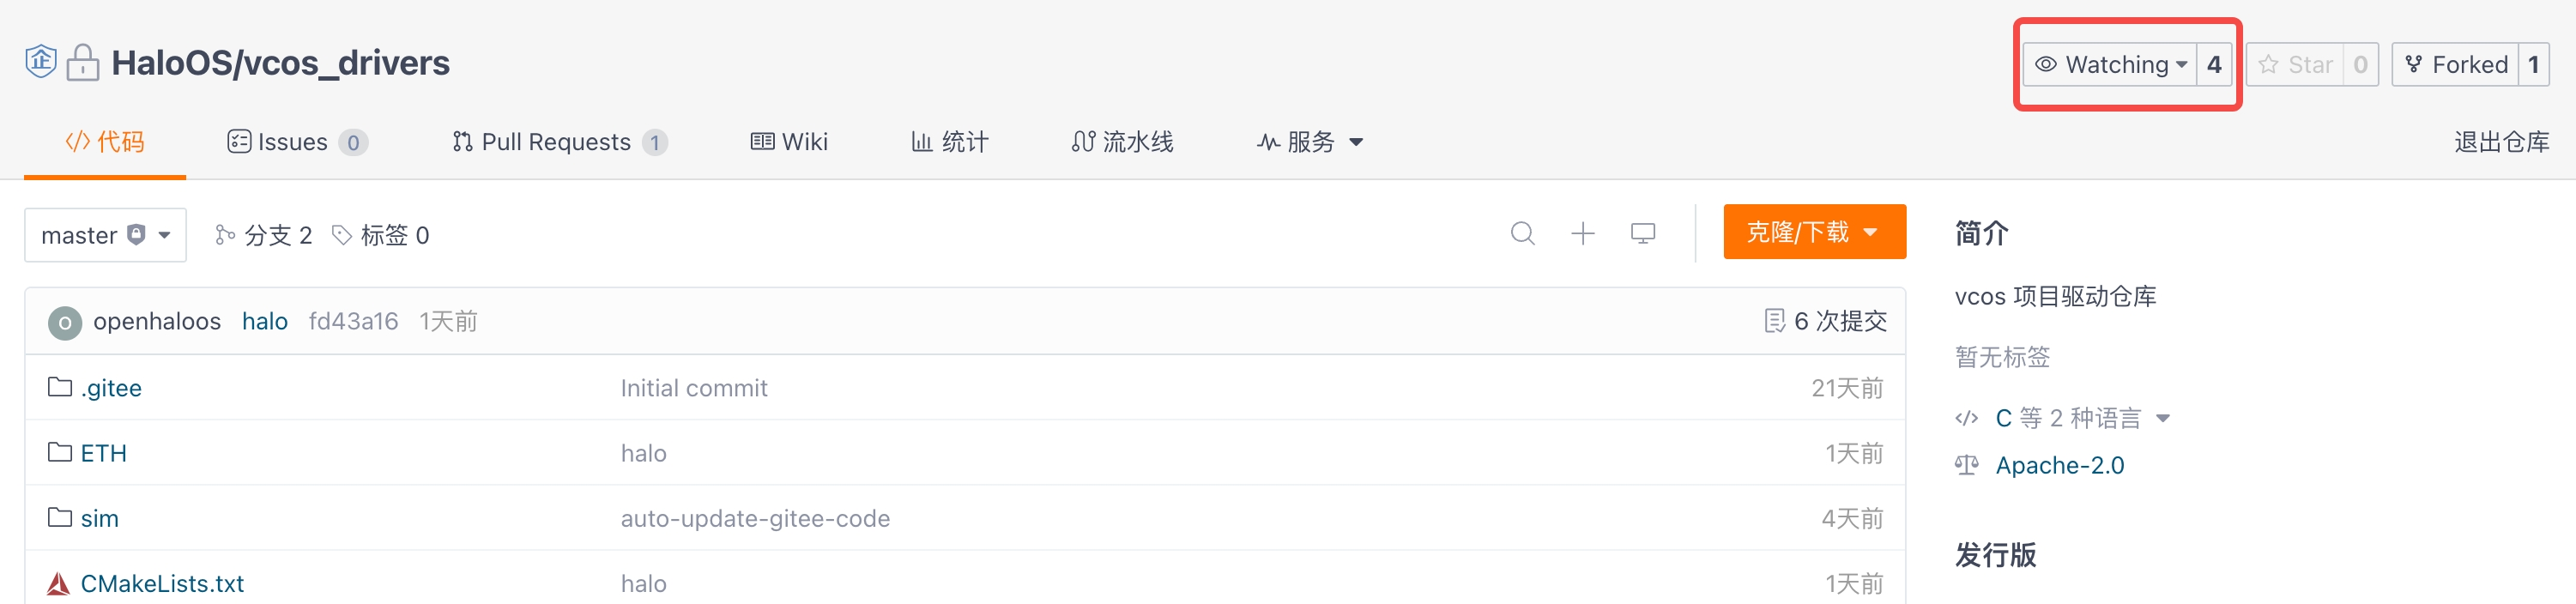 企 HaloOS/vcos_drivers Watching 4 Star 0 Forked 1
代码 Issues 0 Pull Requests 1 Wiki 统计 流水线 服务 退出仓库
master 分支 2 标签 0 克隆/下载
O openhaloos halo fd43a16 1天前 6 次提交
.gitee Initial commit 21天前
ETH halo 1天前
sim auto-update-gitee-code 4天前
CMakeLists.txt halo 1天前
简介
vcos 项目驱动仓库
暂无标签
C 等 2 种语言
Apache-2.0
发行版